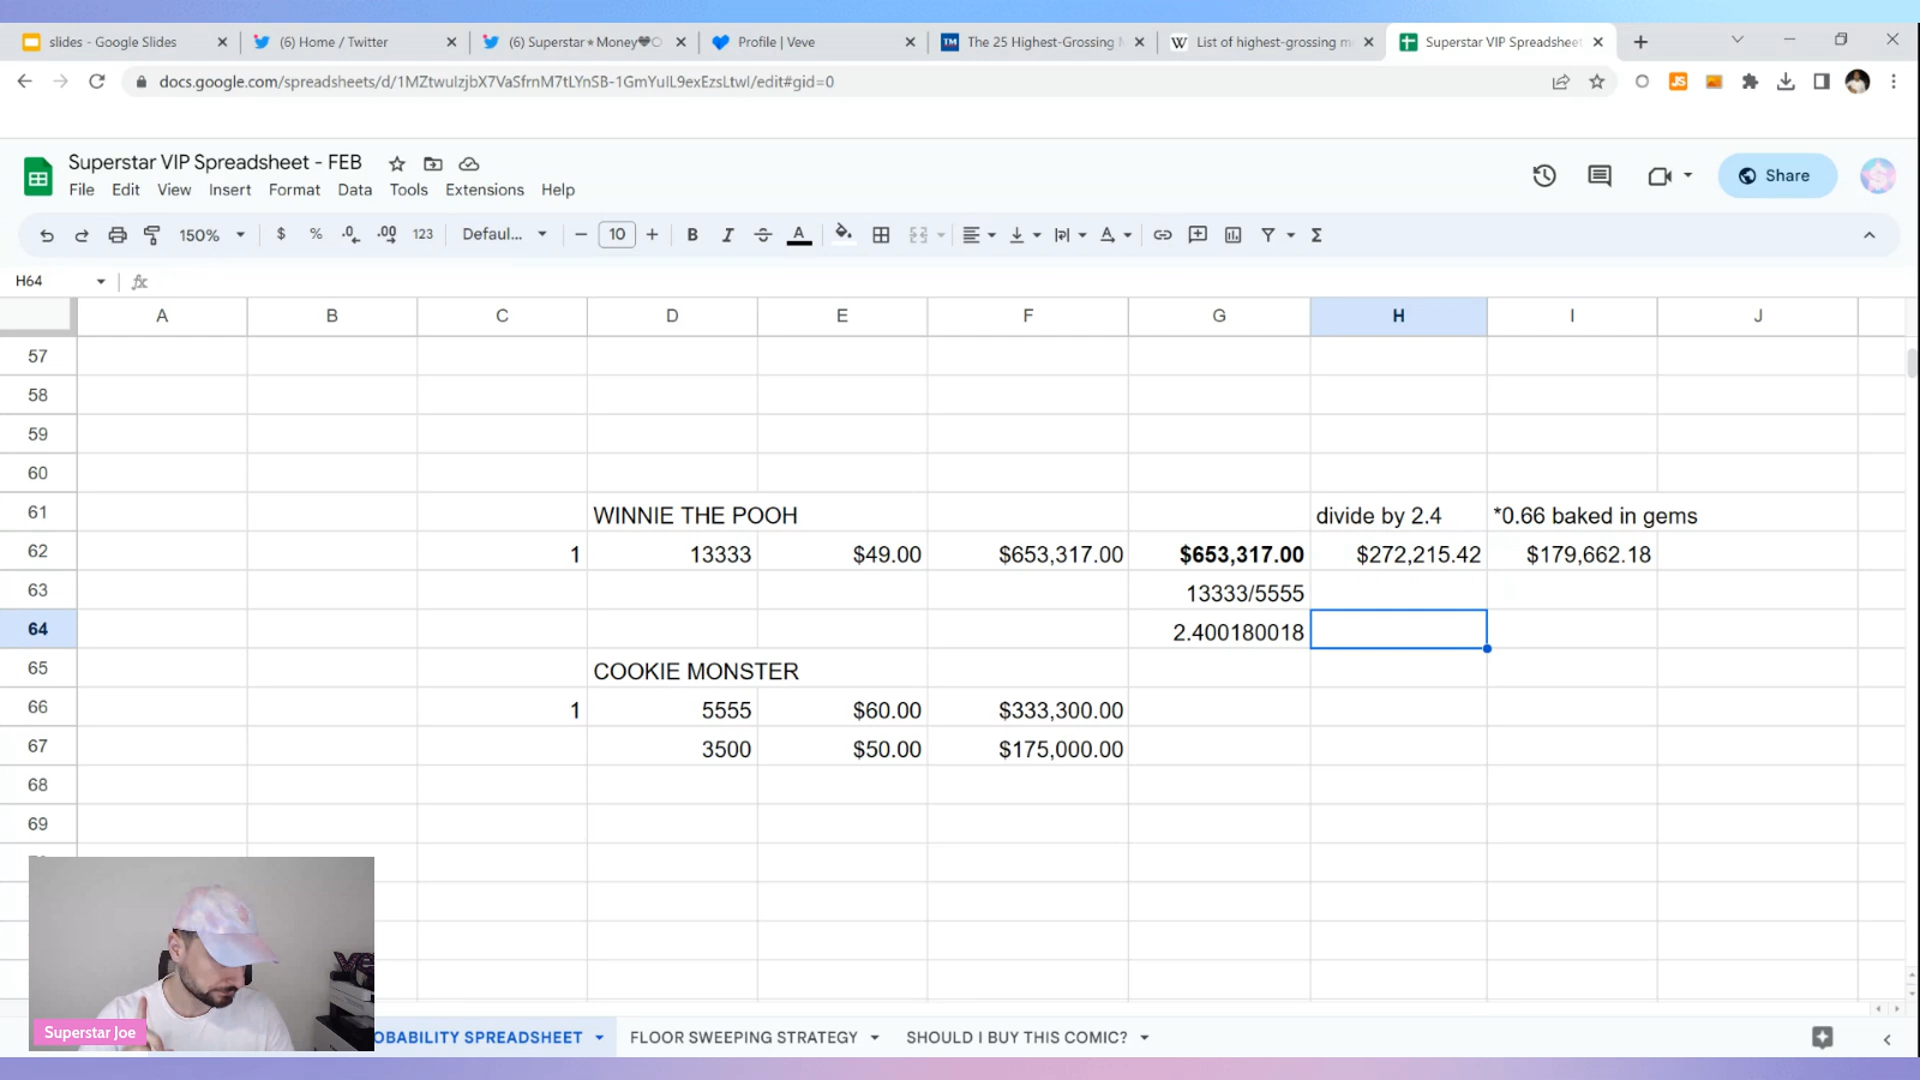 slides - Google Slides
(6) Home / Twitter
(6) Superstar⭐Money🖤
Profile | Veve
The 25 Highest-Grossing
List of highest-grossing m
Superstar VIP Spreadsheet
docs.google.com/spreadsheets/d/1MZtwuIzjbX7VaSfrnM7tLYnSB-1GmYuIL9exEzsLtwI/edit#gid=0
Superstar VIP Spreadsheet - FEB
File Edit View Insert Format Data Tools Extensions Help
Share
150% $ % .0 .00 123 Defaul... 10 B I A
H64
fx
A B C D E F G H I J
57
58
59
60
61 WINNIE THE POOH divide by 2.4 *0.66 baked in gems
62 1 13333 $49.00 $653,317.00 $653,317.00 $272,215.42 $179,662.18
63 13333/5555
64 2.400180018
65 COOKIE MONSTER
66 1 5555 $60.00 $333,300.00
67 3500 $50.00 $175,000.00
68
69
Superstar Joe
OBABILITY SPREADSHEET FLOOR SWEEPING STRATEGY SHOULD I BUY THIS COMIC?